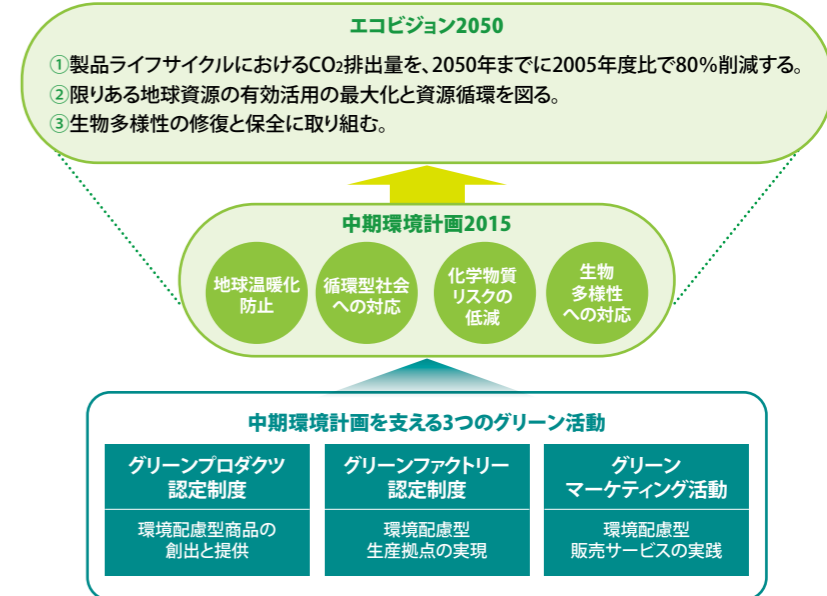 エコビジョン2050
①製品ライフサイクルにおけるCO₂排出量を、2050年までに2005年度比で80%削減する。
②限りある地球資源の有効活用の最大化と資源循環を図る。
③生物多様性の修復と保全に取り組む。
中期環境計画2015
地球温暖化
防止
循環型社会
への対応
化学物質
リスクの
低減
生物
多様性
への対応
中期環境計画を支える3つのグリーン活動
グリーンプロダクツ
認定制度
環境配慮型商品の
創出と提供
グリーンファクトリー
認定制度
環境配慮型
生産拠点の実現
グリーン
マーケティング活動
環境配慮型
販売サービスの実践